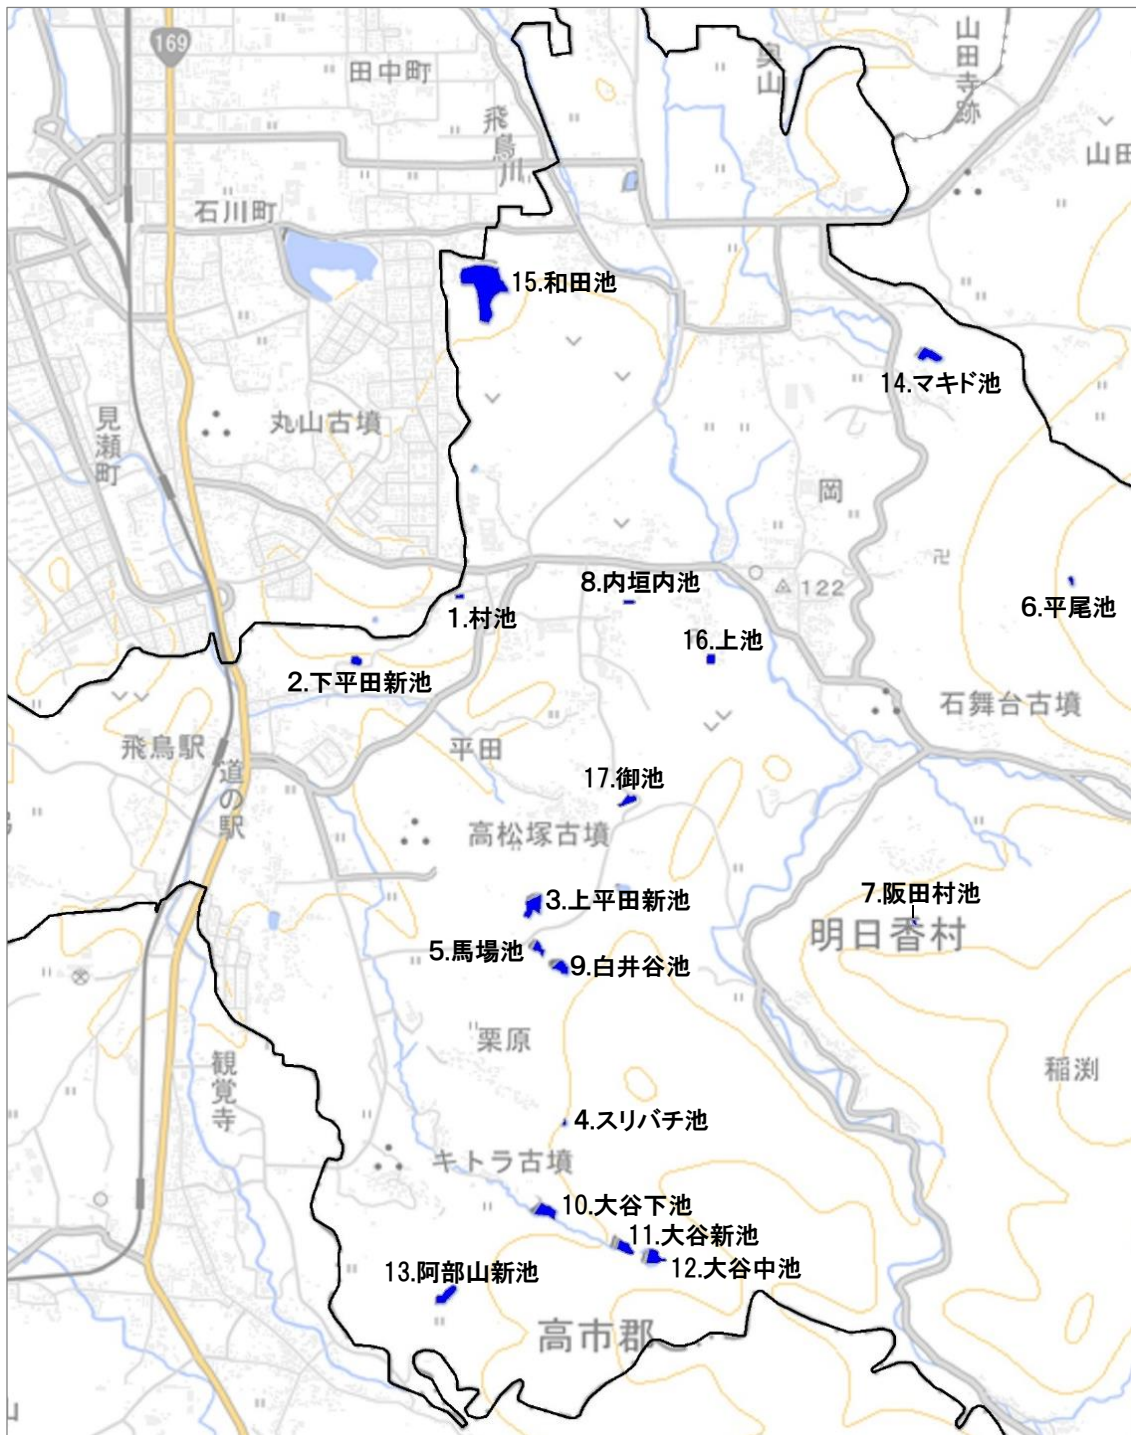 169
田中町
飛鳥川
奥山
山田寺跡
山田
石川町
15.和田池
14.マキド池
見瀬町
丸山古墳
岡
122
8.内垣内池
1.村池
6.平尾池
16.上池
2.下平田新池
石舞台古墳
飛鳥駅
道の駅
平田
17.御池
高松塚古墳
3.上平田新池
7.阪田村池
明日香村
5.馬場池
9.白井谷池
栗原
観覚寺
稲渕
4.スリバチ池
キトラ古墳
10.大谷下池
11.大谷新池
12.大谷中池
13.阿部山新池
高市郡
山